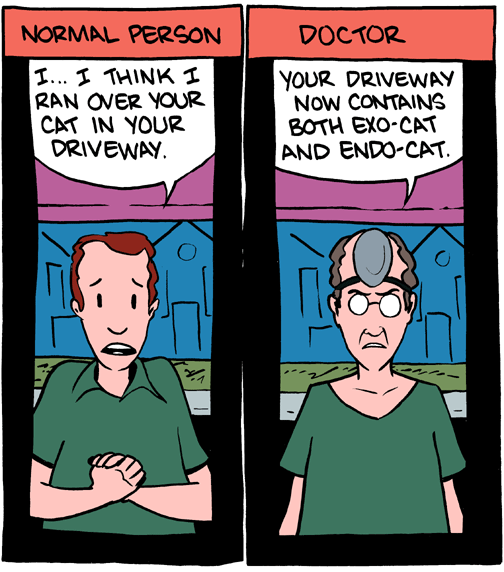 NORMAL PERSON
I... I THINK I
RAN OVER YOUR
CAT IN YOUR
DRIVEWAY.
DOCTOR
YOUR DRIVEWAY
NOW CONTAINS
BOTH EXO-CAT
AND ENDO-CAT.